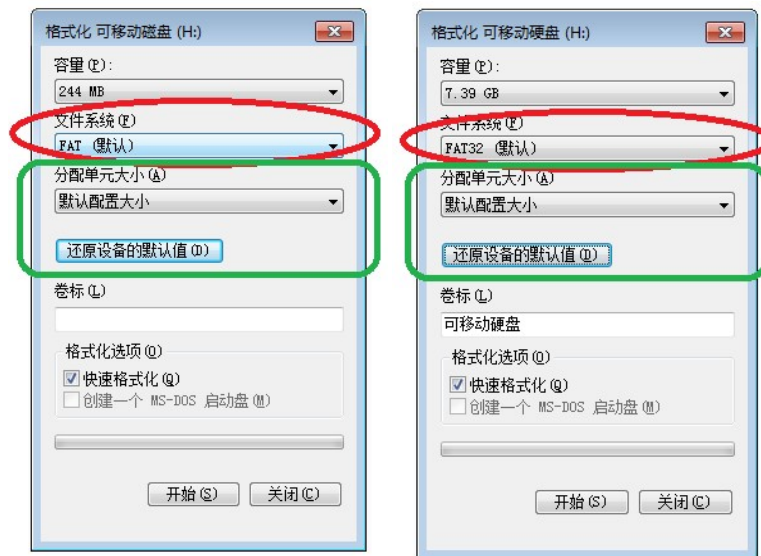 格式化 可移动磁盘 (H:)
容量(P):
244 MB
文件系统(F)
FAT (默认)
分配单元大小(A)
默认配置大小
还原设备的默认值(D)
卷标(L)
格式化选项(O)
快速格式化(Q)
创建一个 MS-DOS 启动盘(M)
开始(S)
关闭(C)
格式化 可移动硬盘 (H:)
容量(P):
7.39 GB
文件系统(F)
FAT32 (默认)
分配单元大小(A)
默认配置大小
还原设备的默认值(D)
卷标(L)
可移动硬盘
格式化选项(O)
快速格式化(Q)
创建一个 MS-DOS 启动盘(M)
开始(S)
关闭(C)